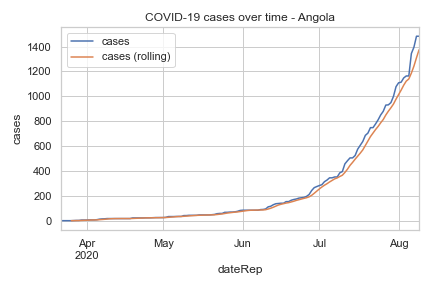 COVID-19 cases over time - Angola
cases
cases (rolling)
1400
1200
1000
800
600
400
200
0
cases
Apr
2020
May
Jun
Jul
Aug
dateRep